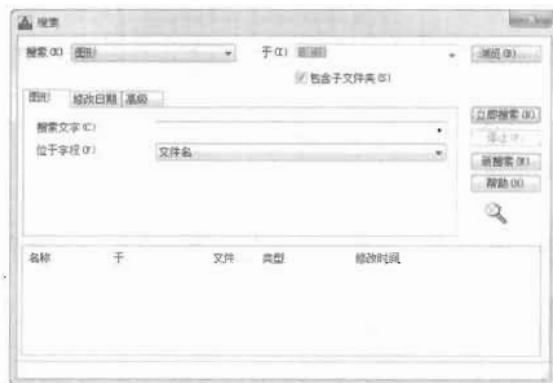 搜索
搜索(K) 图形 于(I) 浏览(B)
包含子文件夹(S)
图形 修改日期 高级
搜索文字(C)
位于字段(F) 文件名
立即搜索(N)
停止(P)
新搜索(W)
帮助(H)
名称 于 文件 类型 修改时间